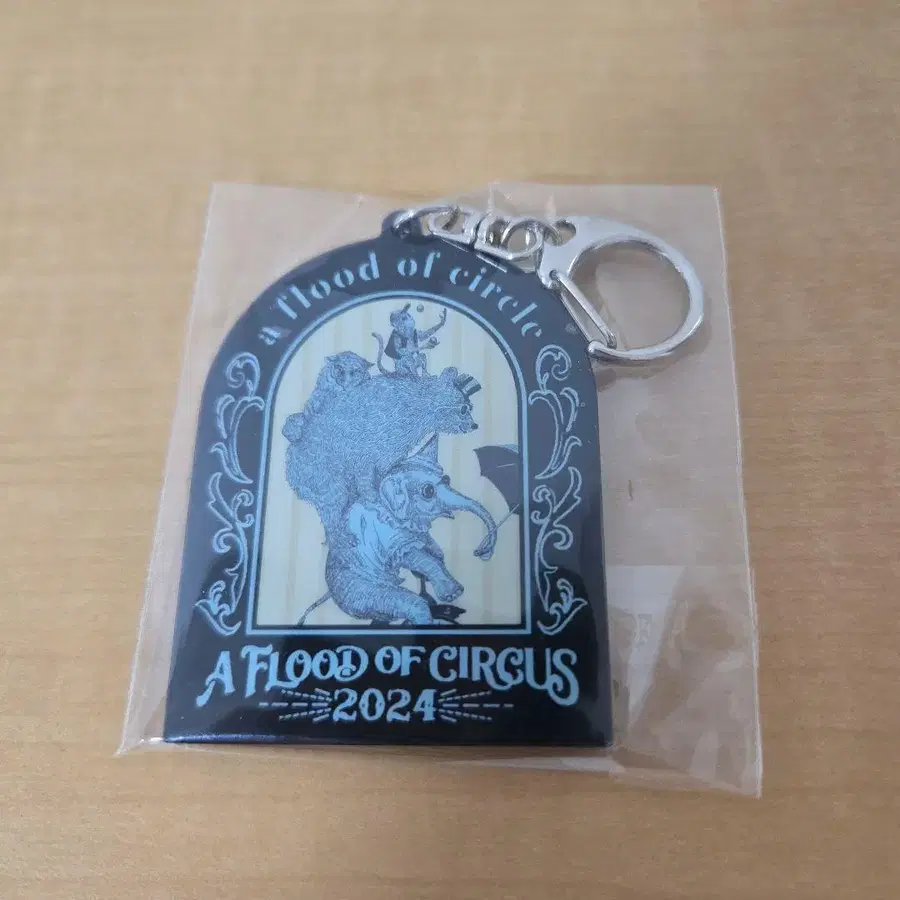 a flood of circle
A FLOOD OF CIRCUS
2024